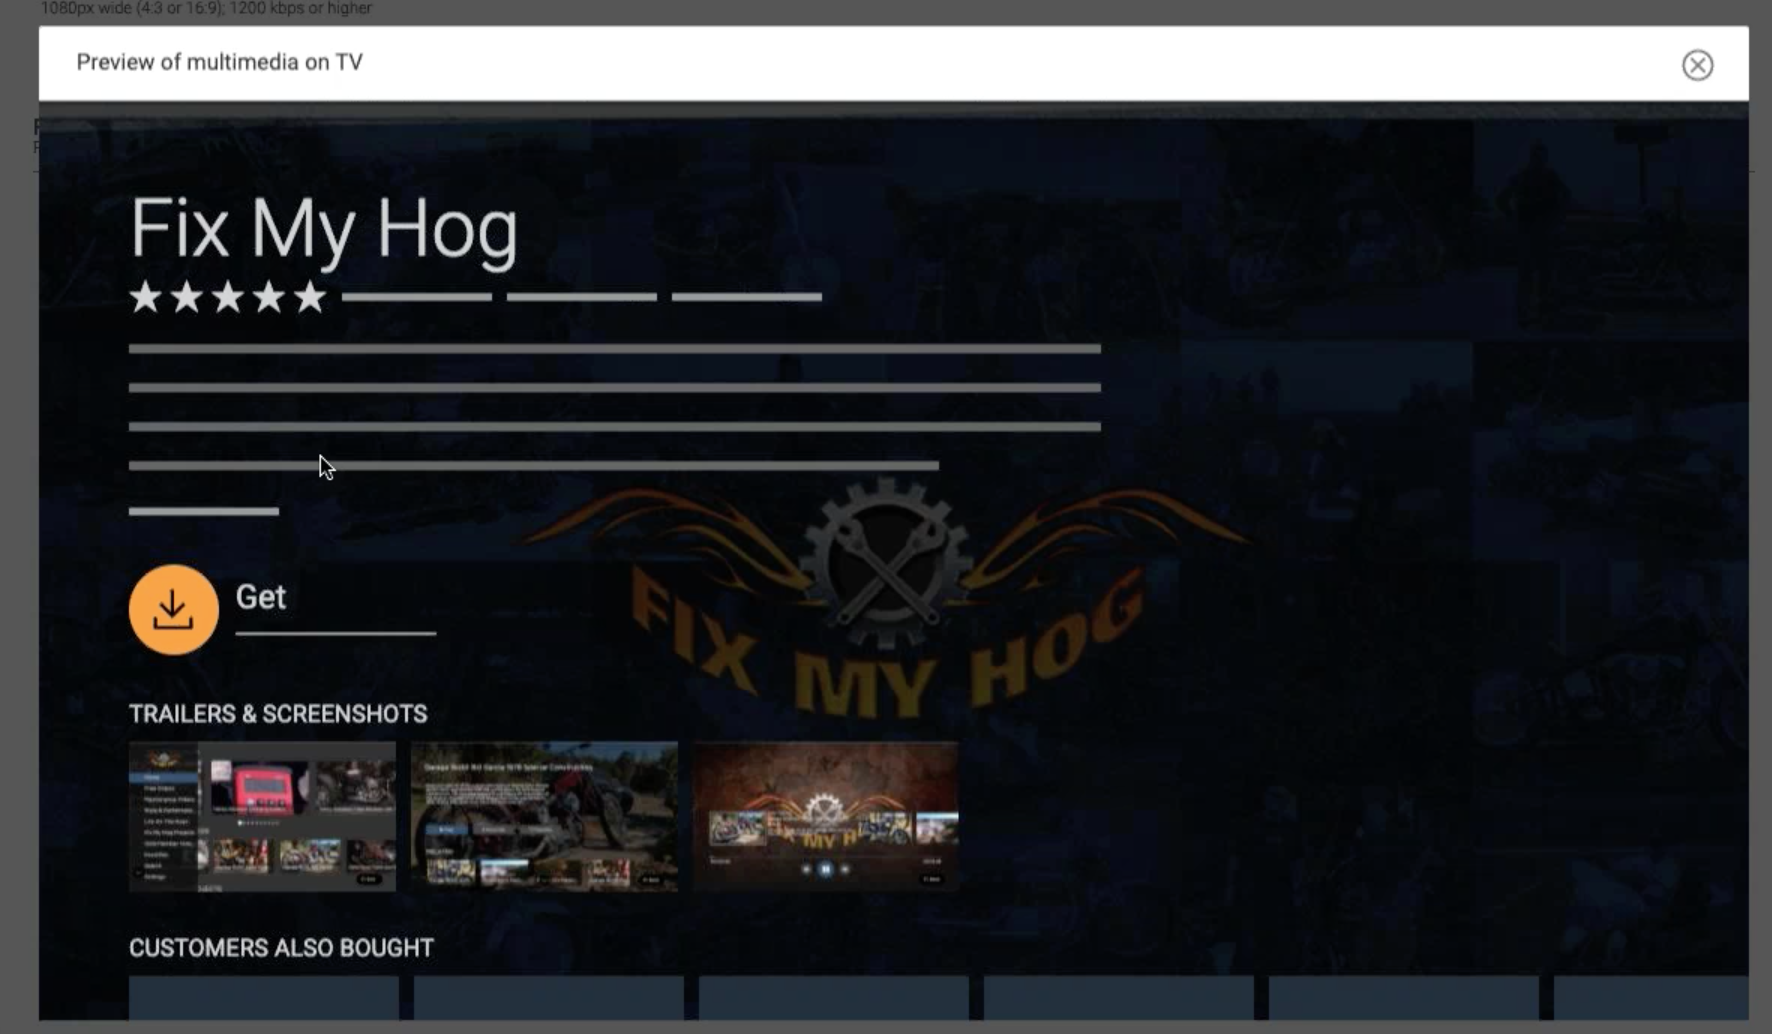 1080px wide (4:3 or 16:9); 1200 kbps or higher
Preview of multimedia on TV
Fix My Hog
Get
FIX MY HOG
TRAILERS & SCREENSHOTS
CUSTOMERS ALSO BOUGHT